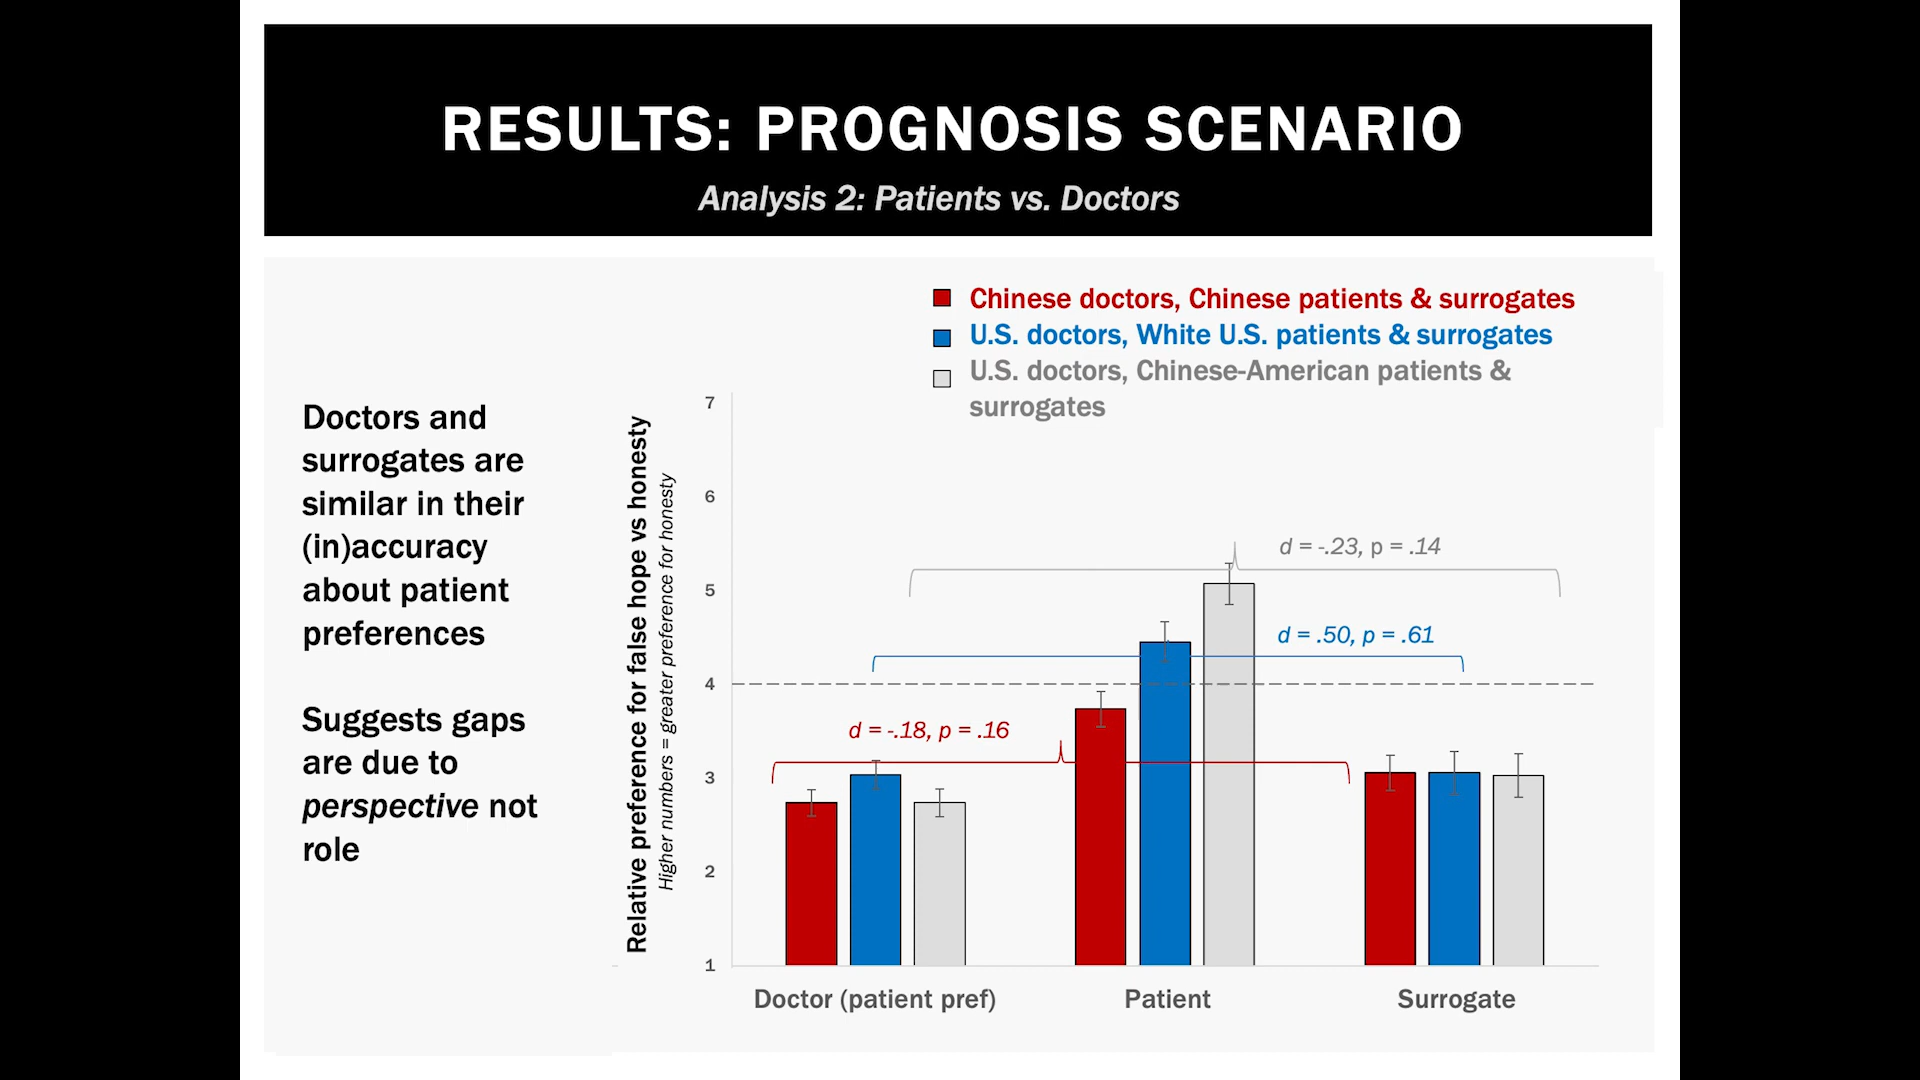 RESULTS: PROGNOSIS SCENARIO
Analysis 2: Patients vs. Doctors
Doctors and
surrogates are
similar in their
(in)accuracy
about patient
preferences
Suggests gaps
are due to
perspective not
role
Chinese doctors, Chinese patients & surrogates
U.S. doctors, White U.S. patients & surrogates
U.S. doctors, Chinese-American patients &
surrogates
Relative preference for false hope vs honesty
Higher numbers = greater preference for honesty
7
6
5
4
3
2
1
d = -.23, p = .14
d = .50, p = .61
d = -.18, p = .16
Doctor (patient pref)
Patient
Surrogate